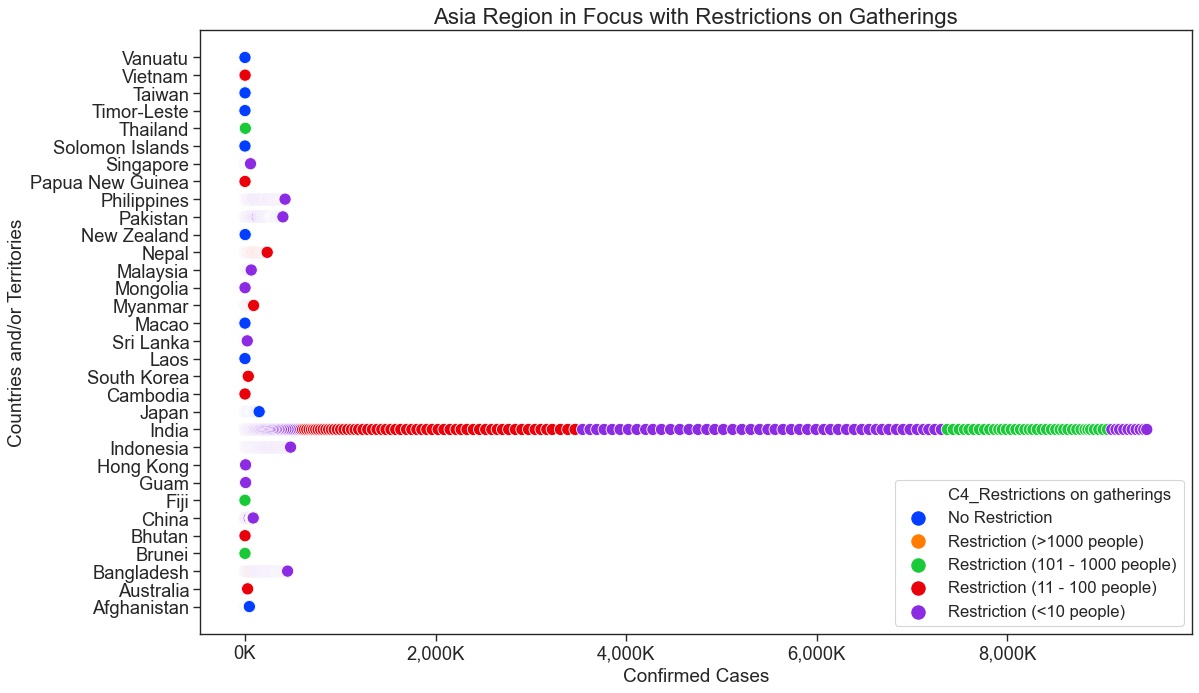 Asia Region in Focus with Restrictions on Gatherings
Countries and/or Territories
Vanuatu
Vietnam
Taiwan
Timor-Leste
Thailand
Solomon Islands
Singapore
Papua New Guinea
Philippines
Pakistan
New Zealand
Nepal
Malaysia
Mongolia
Myanmar
Macao
Sri Lanka
Laos
South Korea
Cambodia
Japan
India
Indonesia
Hong Kong
Guam
Fiji
China
Bhutan
Brunei
Bangladesh
Australia
Afghanistan
C4_Restrictions on gatherings
No Restriction
Restriction (>1000 people)
Restriction (101 - 1000 people)
Restriction (11 - 100 people)
Restriction (<10 people)
0K 2,000K 4,000K 6,000K 8,000K
Confirmed Cases